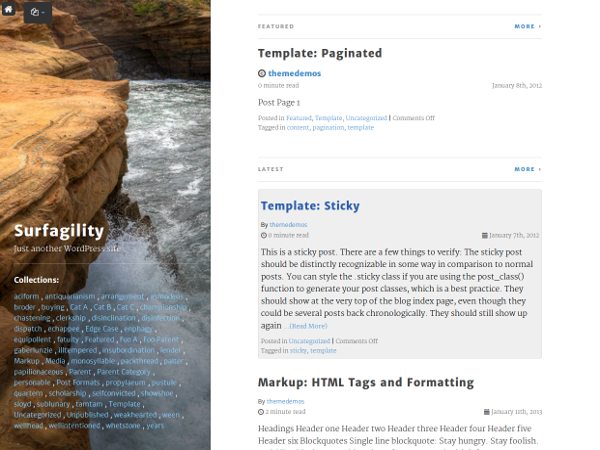 Surfagility
Just another WordPress site
Collections:
aciform , antiquarianism , arrangement , asmodeus ,
broder , buying , Cat A , Cat B , Cat C , championship ,
chastening , clerkship , disinclination , disinfection ,
dispatch , echappee , Edge Case , enphagy ,
equipollent , fatuity , Featured , Foo A , Foo Parent ,
gaberlunzie , illtempered , insubordination , lender ,
Markup , Media , monosyllable , packthread , palter ,
papilionaceous , Parent , Parent Category ,
personable , Post Formats , propylaeum , pustule ,
quartern , scholarship , selfconvicted , showshoe ,
sloyd , sublunary , tamtam , Template ,
Uncategorized , Unpublished , weakhearted , ween ,
wellhead , wellintentioned , whetstone , years
FEATURED MORE ›
Template: Paginated
themedemos
0 minute read January 8th, 2012
Post Page 1
Posted in Featured, Template, Uncategorized | Comments Off
Tagged in content, pagination, template
LATEST MORE ›
Template: Sticky
By themedemos
0 minute read January 7th, 2012
This is a sticky post. There are a few things to verify: The sticky post
should be distinctly recognizable in some way in comparison to normal
posts. You can style the .sticky class if you are using the post_class()
function to generate your post classes, which is a best practice. They
should show at the very top of the blog index page, even though they
could be several posts back chronologically. They should still show up
again ... (Read More)
Posted in Uncategorized | Comments Off
Tagged in sticky, template
Markup: HTML Tags and Formatting
By themedemos
2 minute read January 11th, 2013
Headings Header one Header two Header three Header four Header five
Header six Blockquotes Single line blockquote: Stay hungry. Stay foolish.